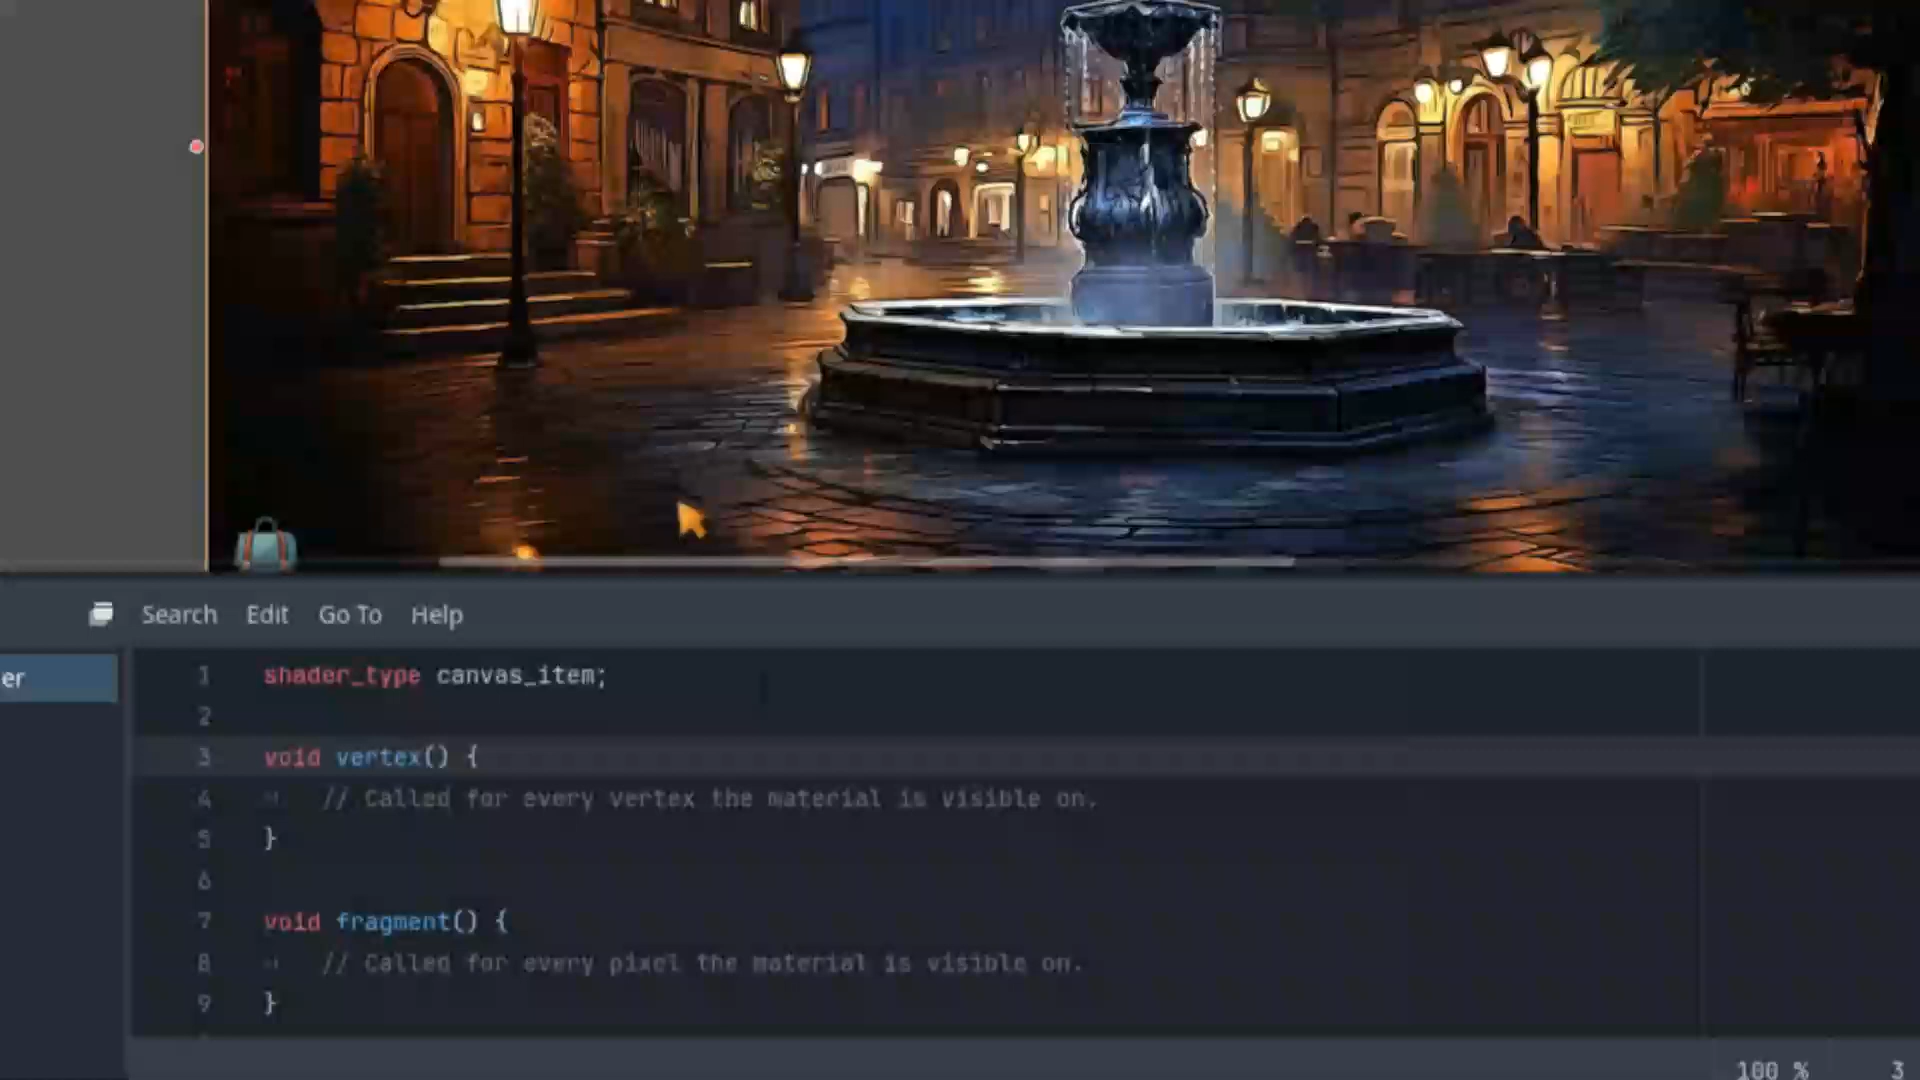 Search Edit Go To Help
er
1 shader_type canvas_item;
2
3 void vertex() {
4 // Called for every vertex the material is visible on.
5 }
6
7 void fragment() {
8 // Called for every pixel the material is visible on.
9 }
100 % 3